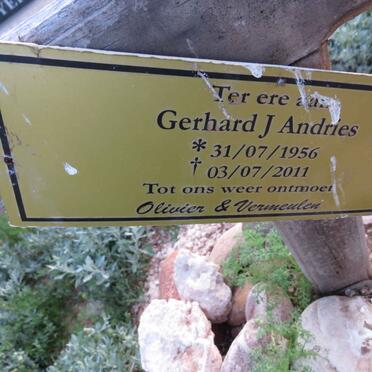 Ter ere aan
Gerhard J Andries
* 31/07/1956
† 03/07/2011
Tot ons weer ontmoet
Olivier & Vermeulen